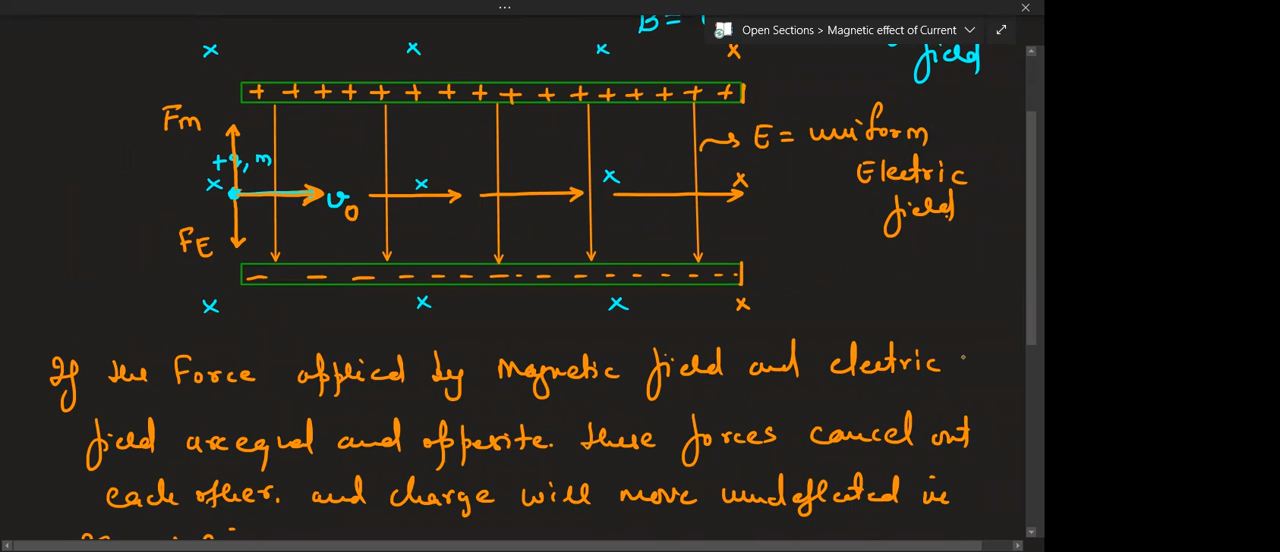 ...
B =
Open Sections > Magnetic effect of Current
field
x x x x
+ + + + + + + + + + + + + + +
Fm
E = uniform
Electric
field
+q, m
x x x x
v0
FE
- - - - - - - - - - - - - -
x x x x
If the Force applied by Magnetic field and electric
field are equal and opposite. these forces cancel out
each other. and charge will move undeflected in